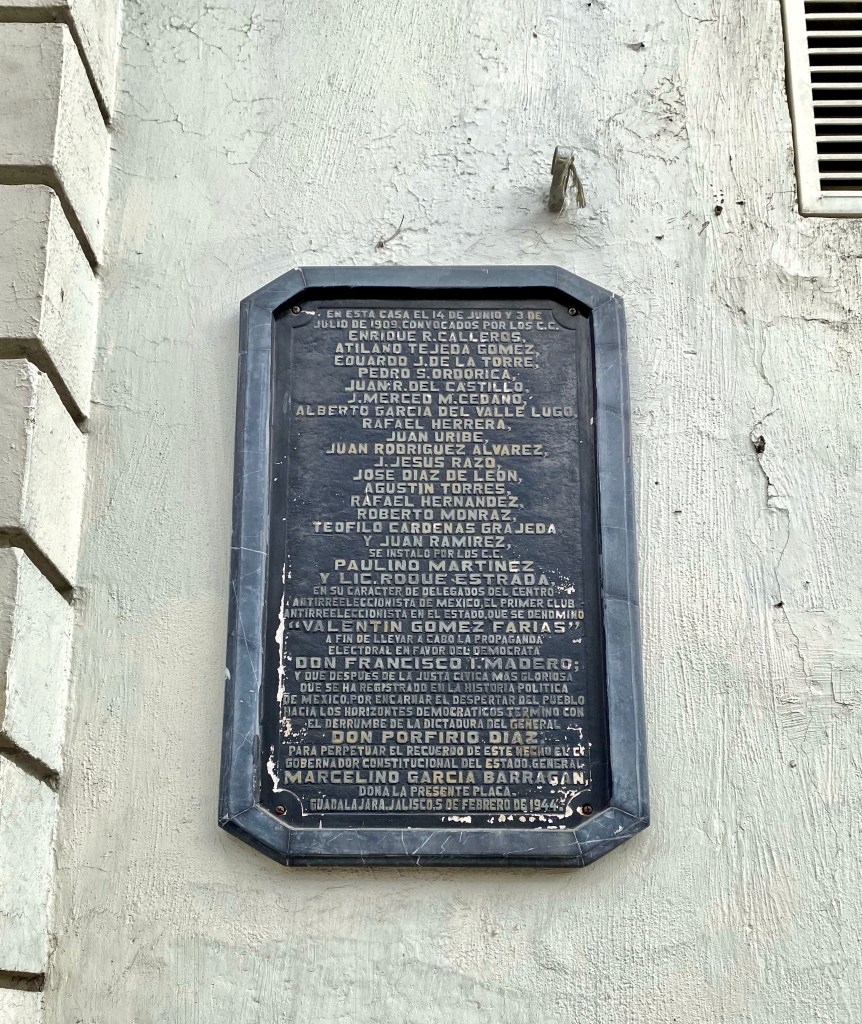 EN ESTA CASA EL 14 DE JUNIO Y 3 DE
JULIO DE 1909, CONVOCADOS POR LOS C.C.
ENRIQUE R. CALLEROS,
ATILANO TEJEDA GOMEZ,
EDUARDO J. DE LA TORRE,
PEDRO S. ORDORICA,
JUAN R. DEL CASTILLO,
J. MERCED M. CEDANO,
ALBERTO GARCIA DEL VALLE LUGO,
RAFAEL HERRERA,
JUAN URIBE,
JUAN RODRIGUEZ ALVAREZ,
J. JESUS RAZO,
JOSE DIAZ DE LEON,
AGUSTIN TORRES,
RAFAEL HERNANDEZ,
ROBERTO MONRAZ,
TEOFILO CARDENAS GRAJEDA
Y JUAN RAMIREZ,
SE INSTALO POR LOS C.C.
PAULINO MARTINEZ
Y LIC. ROQUE ESTRADA,
EN SU CARACTER DE DELEGADOS DEL CENTRO
ANTIRREELECCIONISTA DE MEXICO, EL PRIMER CLUB
ANTIRREELECCIONISTA EN EL ESTADO, QUE SE DENOMINO
"VALENTIN GOMEZ FARIAS"
A FIN DE LLEVAR A CABO LA PROPAGANDA
ELECTORAL EN FAVOR DEL DEMOCRATA
DON FRANCISCO I. MADERO;
Y QUE DESPUES DE LA JUSTA CIVICA MAS GLORIOSA
QUE SE HA REGISTRADO EN LA HISTORIA POLITICA
DE MEXICO, POR ENCARNAR EL DESPERTAR DEL PUEBLO
HACIA LOS HORIZONTES DEMOCRATICOS, TERMINO CON
EL DERRUMBE DE LA DICTADURA DEL GENERAL
DON PORFIRIO DIAZ;
PARA PERPETUAR EL RECUERDO DE ESTE HECHO EL C.
GOBERNADOR CONSTITUCIONAL DEL ESTADO, GENERAL
MARCELINO GARCIA BARRAGAN,
DONA LA PRESENTE PLACA.
GUADALAJARA, JALISCO, 5 DE FEBRERO DE 1944.